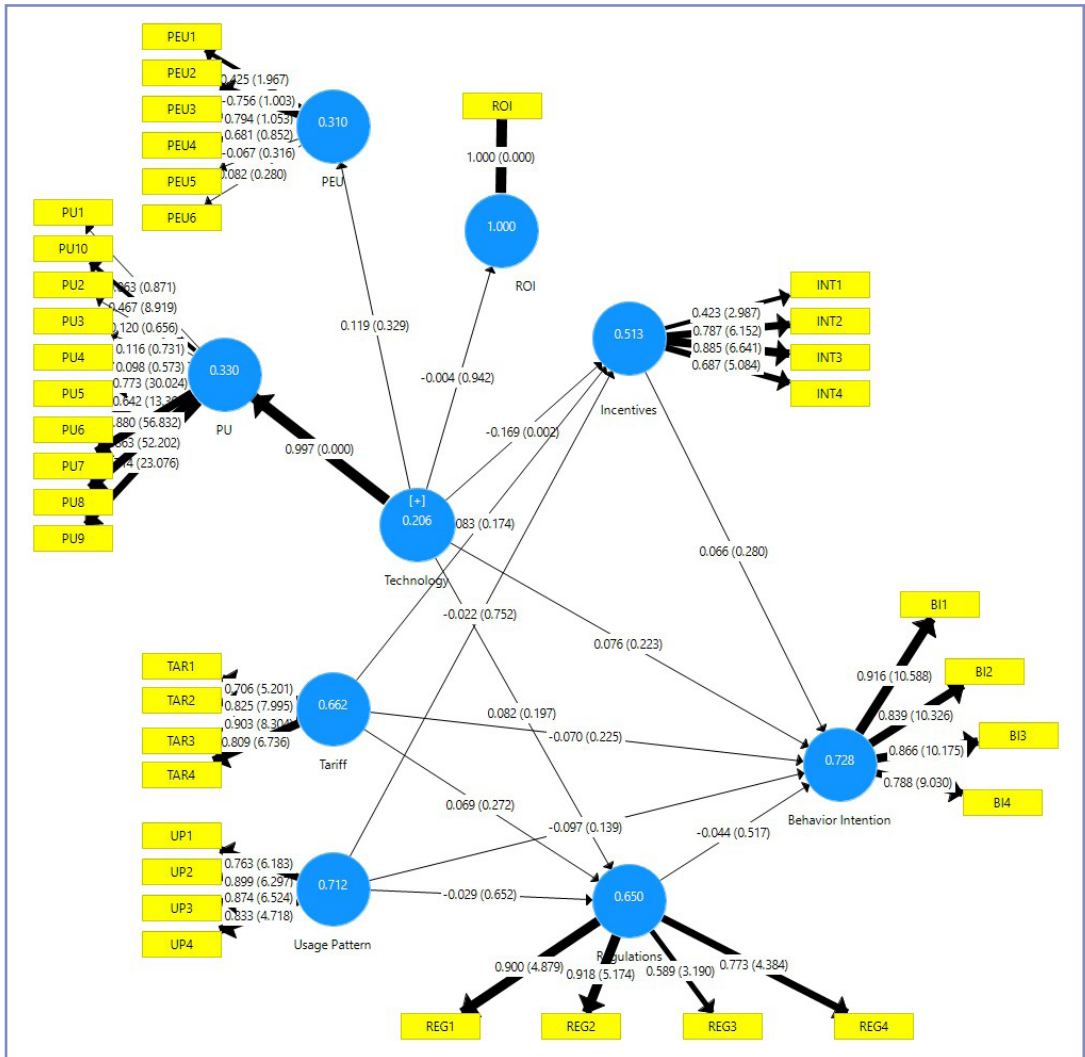 PEU1
PEU2
PEU3
PEU4
PEU5
PEU6
0.425 (1.967)
-0.756 (1.003)
0.794 (1.053)
0.681 (0.852)
-0.067 (0.316)
0.082 (0.280)
0.310
PEU
ROI
1.000 (0.000)
1.000
ROI
PU1
PU10
PU2
PU3
PU4
PU5
PU6
PU7
PU8
PU9
(0.871)
0.467 (8.919)
0.120 (0.656)
0.116 (0.731)
0.098 (0.573)
0.773 (30.024)
(56.832)
(52.202)
(23.076)
0.330
PU
0.119 (0.329)
-0.004 (0.942)
0.997 (0.000)
0.513
Incentives
0.423 (2.987)
0.787 (6.152)
0.885 (6.641)
0.687 (5.084)
INT1
INT2
INT3
INT4
-0.169 (0.002)
(0.174)
[+]
0.206
Technology
0.066 (0.280)
-0.022 (0.752)
0.076 (0.223)
0.082 (0.197)
TAR1
TAR2
TAR3
TAR4
0.706 (5.201)
0.825 (7.995)
0.903 (8.304)
0.809 (6.736)
0.662
Tariff
-0.070 (0.225)
0.069 (0.272)
BI1
BI2
BI3
BI4
0.916 (10.588)
0.839 (10.326)
0.866 (10.175)
0.788 (9.030)
0.728
Behavior Intention
UP1
UP2
UP3
UP4
0.763 (6.183)
0.899 (6.297)
0.874 (6.524)
0.833 (4.718)
0.712
Usage Pattern
-0.097 (0.139)
-0.029 (0.652)
-0.044 (0.517)
0.650
Regulations
0.900 (4.879)
0.918 (5.174)
0.589 (3.190)
0.773 (4.384)
REG1
REG2
REG3
REG4